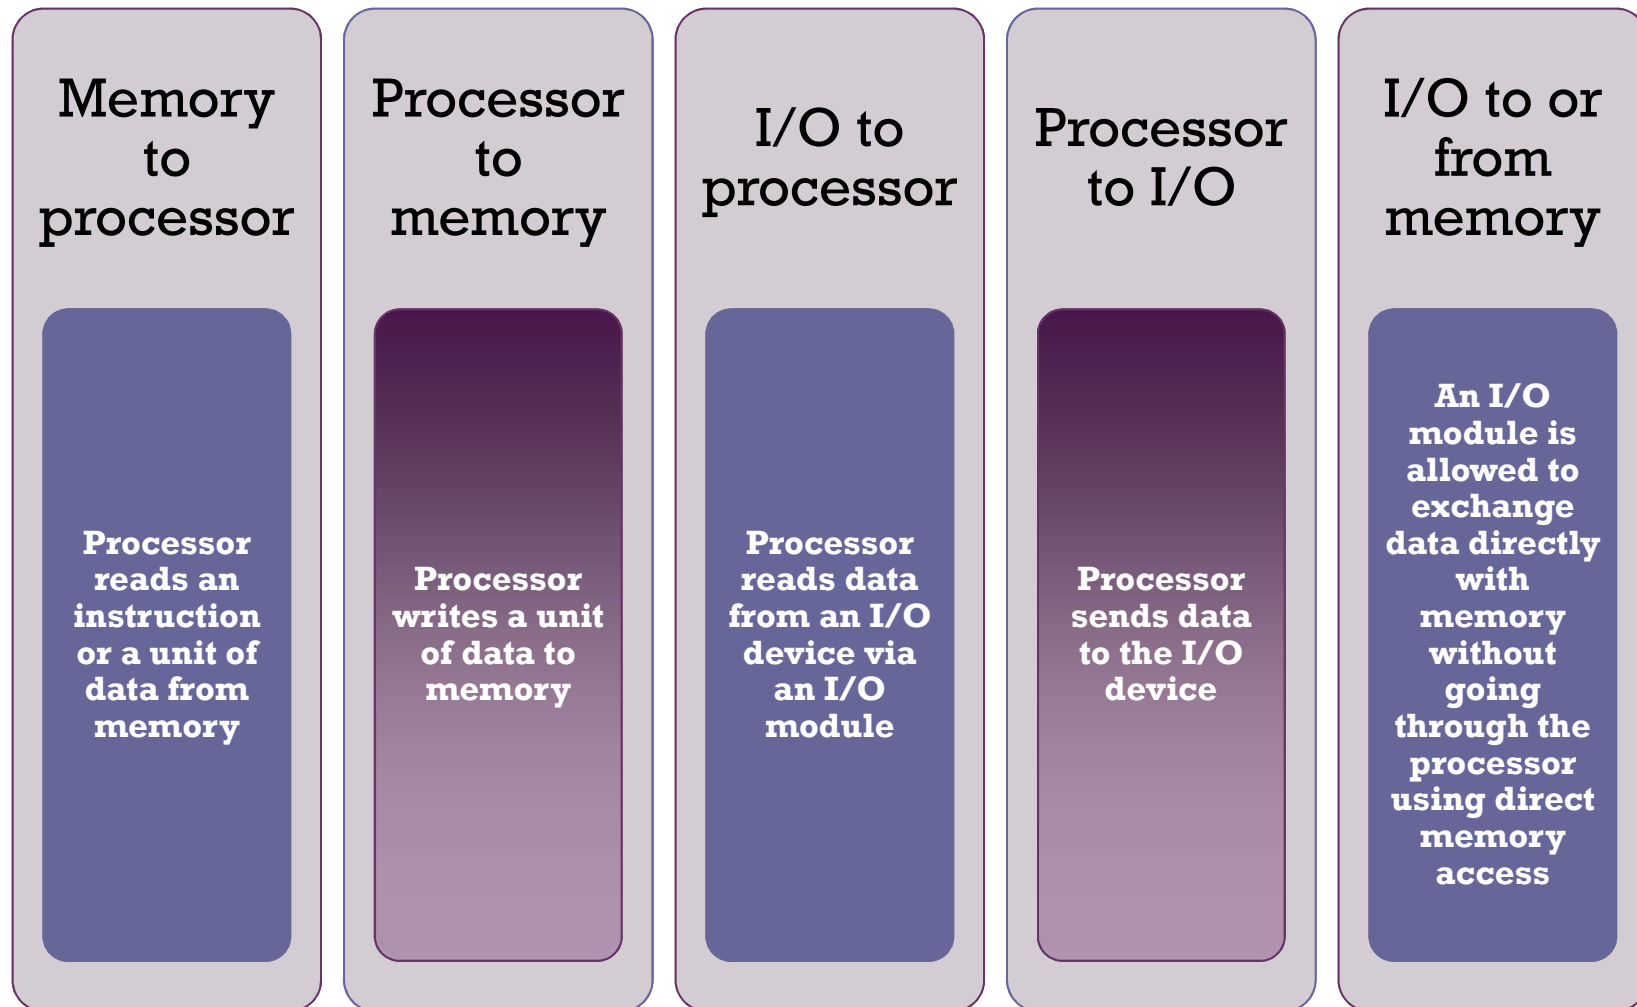 Memory
to
processor
Processor
reads an
instruction
or a unit of
data from
memory
Processor
to
memory
Processor
writes a unit
of data to
memory
I/O to
processor
Processor
reads data
from an I/O
device via
an I/O
module
Processor
to I/O
Processor
sends data
to the I/O
device
I/O to or
from
memory
An I/O
module is
allowed to
exchange
data directly
with
memory
without
going
through the
processor
using direct
memory
access